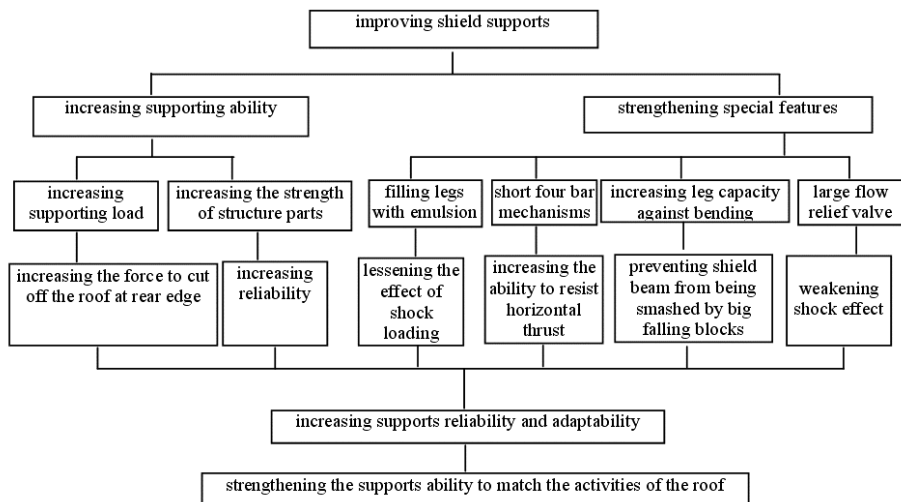 improving shield supports
increasing supporting ability
strengthening special features
increasing
supporting load
increasing the strength
of structure parts
filling legs
with emulsion
short four bar
mechanisms
increasing leg capacity
against bending
large flow
relief valve
increasing the force to cut
off the roof at rear edge
increasing
reliability
lessening the
effect of
shock
loading
increasing the
ability to resist
horizontal
thrust
preventing shield
beam from being
smashed by big
falling blocks
weakening
shock effect
increasing supports reliability and adaptability
strengthening the supports ability to match the activities of the roof